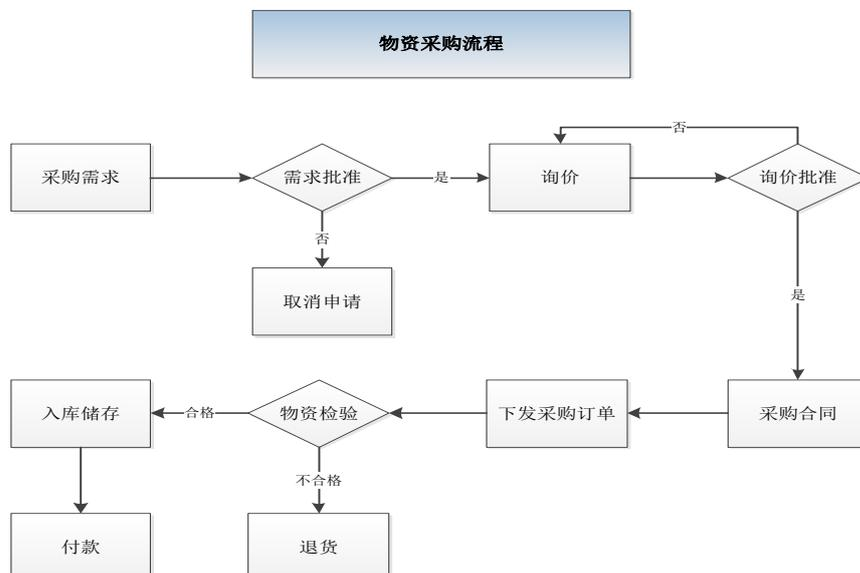 物资采购流程
否
采购需求
需求批准
是
询价
询价批准
否
是
取消申请
入库储存
合格
物资检验
下发采购订单
采购合同
不合格
付款
退货